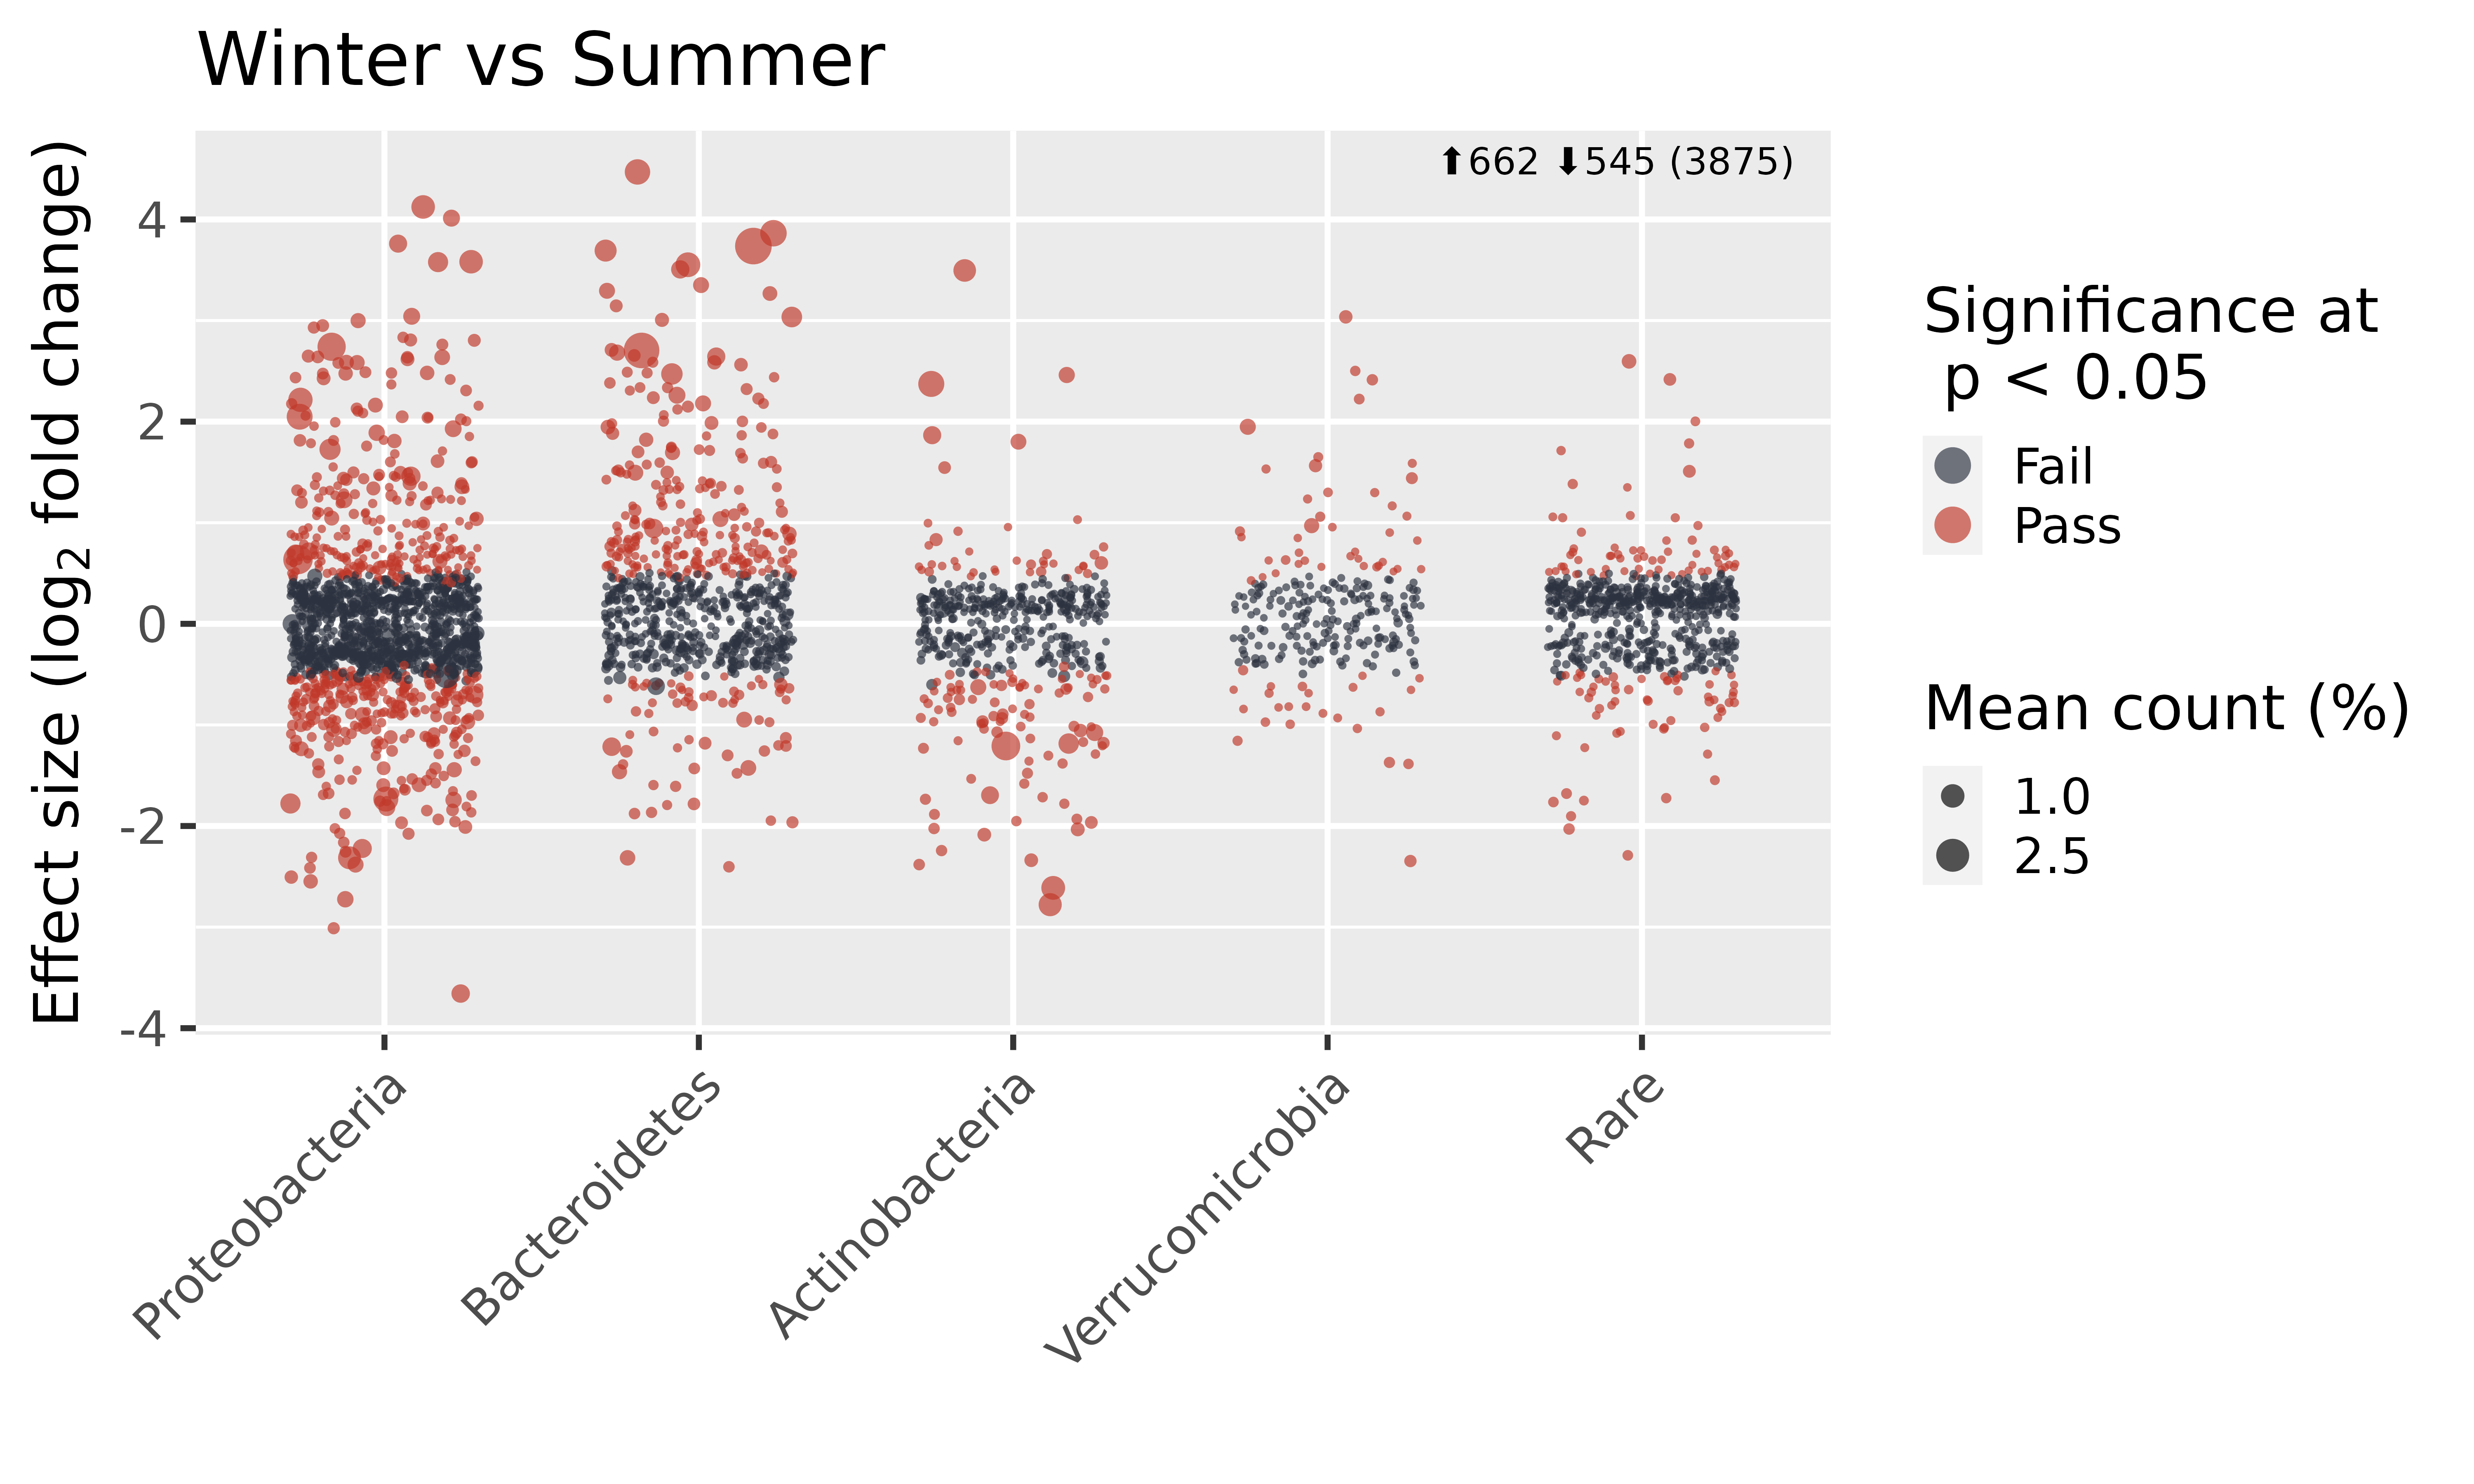 Winter vs Summer
⬆662 ⬇545 (3875)
Effect size (log₂ fold change)
4
2
0
-2
-4
Proteobacteria
Bacteroidetes
Actinobacteria
Verrucomicrobia
Rare
Significance at
p < 0.05
Fail
Pass
Mean count (%)
1.0
2.5